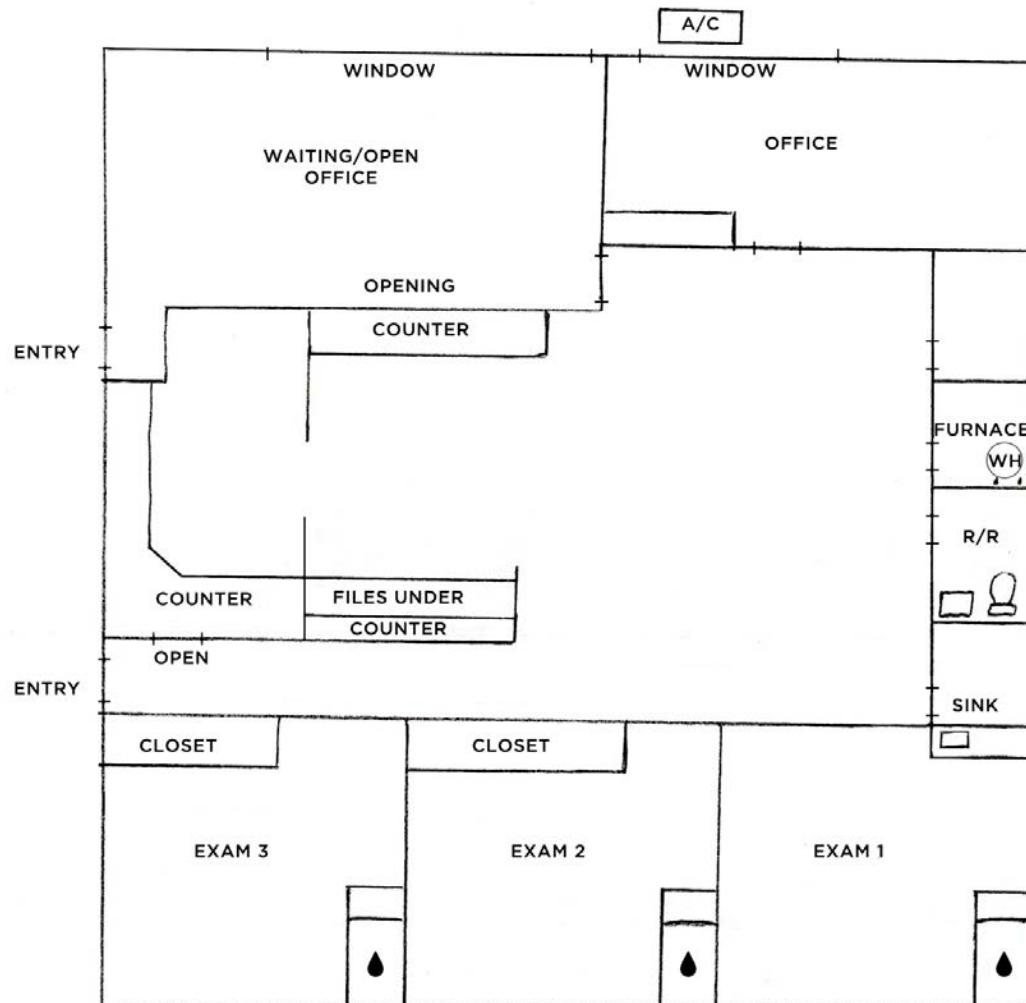 A/C
WINDOW
WINDOW
WAITING/OPEN
OFFICE
OFFICE
OPENING
COUNTER
ENTRY
FURNACE
WH
R/R
COUNTER
FILES UNDER
COUNTER
OPEN
ENTRY
SINK
CLOSET
CLOSET
EXAM 3
EXAM 2
EXAM 1